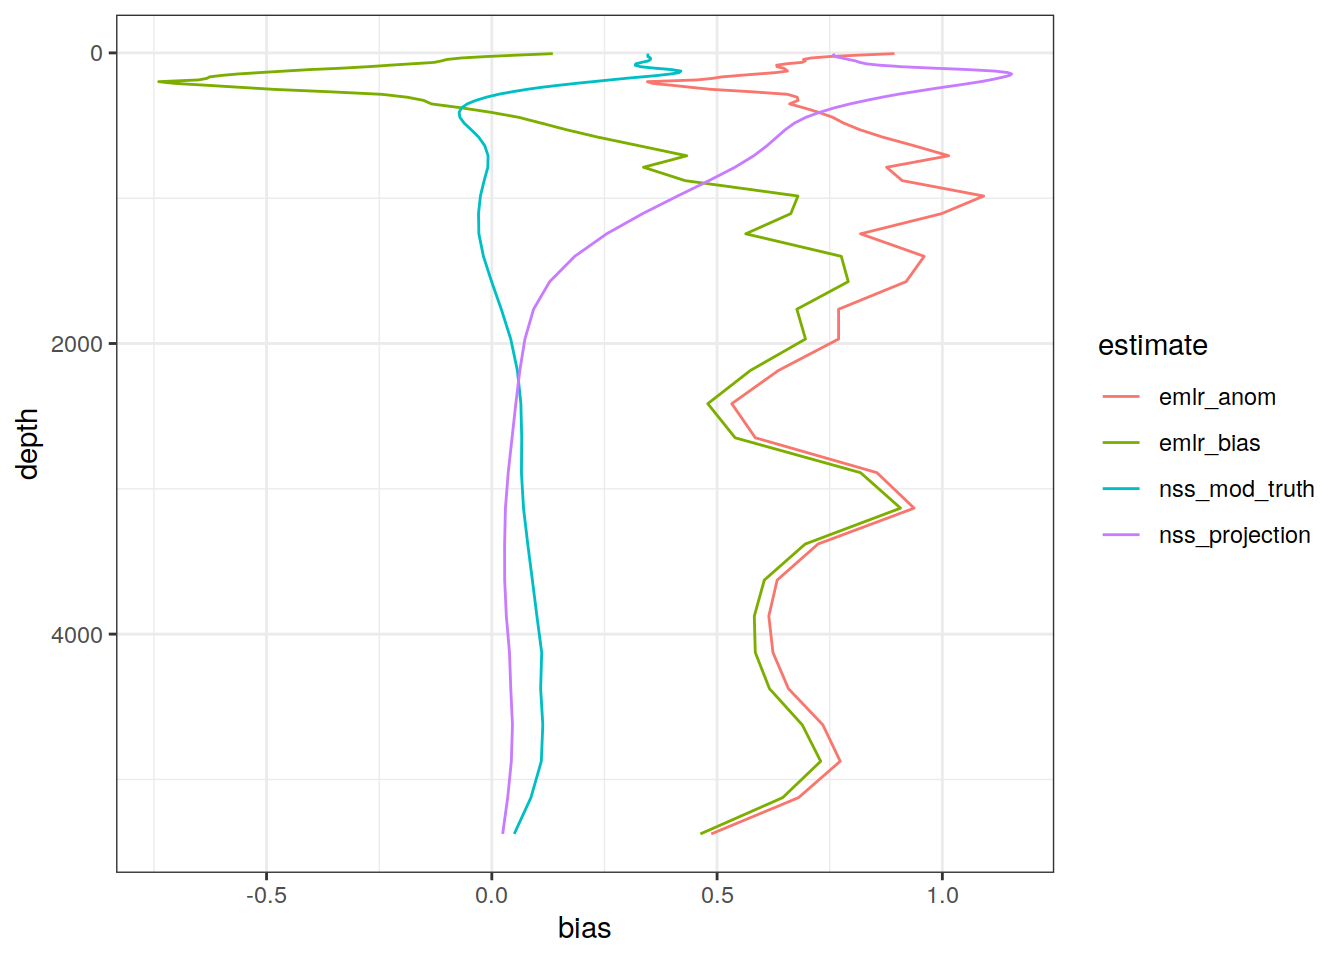 0
2000
4000
depth
-0.5
0.0
0.5
1.0
bias
estimate
emlr_anom
emlr_bias
nss_mod_truth
nss_projection